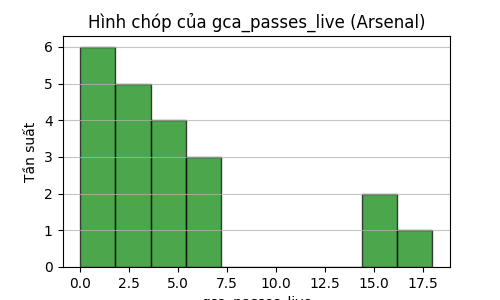 Hình chóp của gca_passes_live (Arsenal)
6
5
4
3
2
1
0
Tần suất
0.0 2.5 5.0 7.5 10.0 12.5 15.0 17.5
gca_passes_live